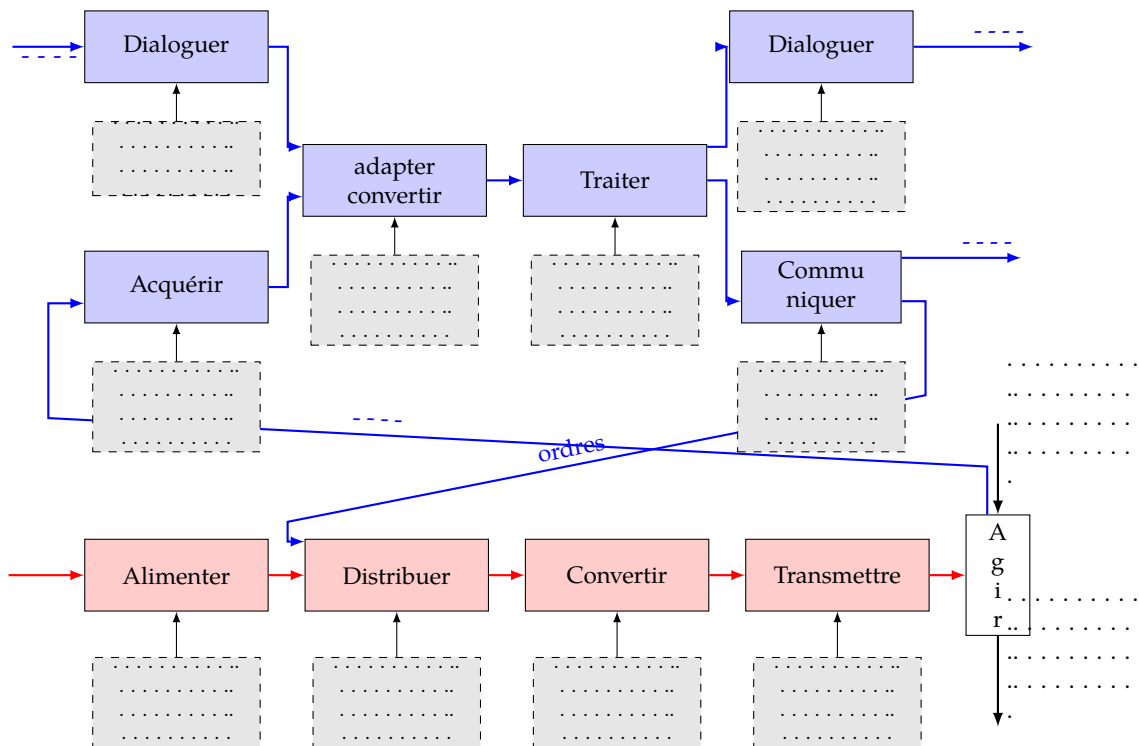 Dialoguer
Dialoguer
adapter
convertir
Traiter
Acquérir
Commu
niquer
ordres
Alimenter
Distribuer
Convertir
Transmettre
A
g
i
r